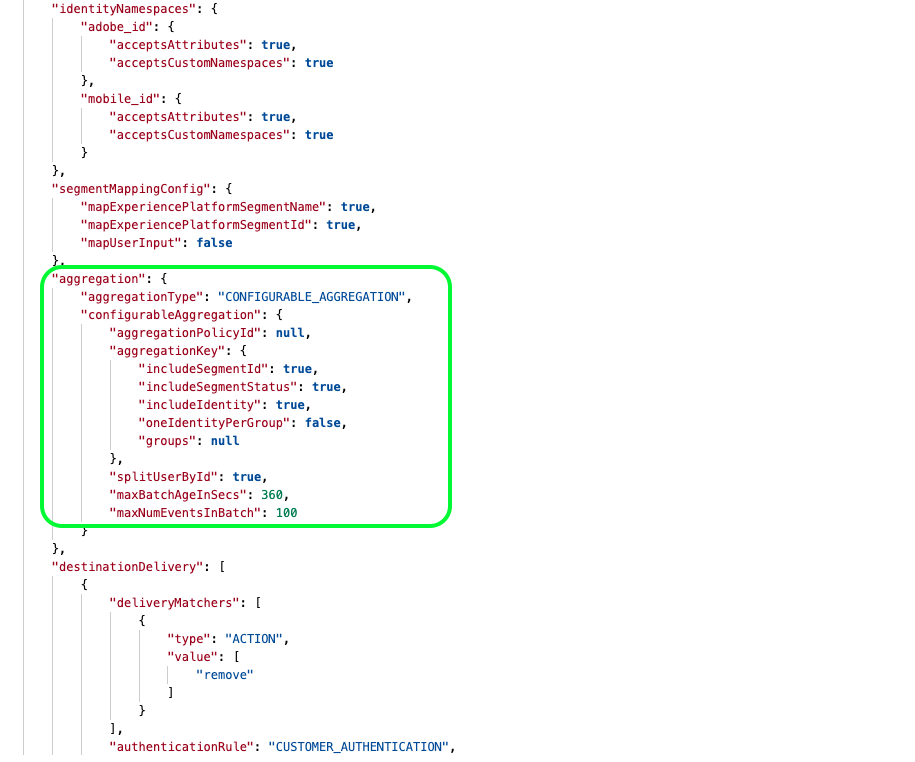 "identityNamespaces": {
"adobe_id": {
"acceptsAttributes": true,
"acceptsCustomNamespaces": true
},
"mobile_id": {
"acceptsAttributes": true,
"acceptsCustomNamespaces": true
}
},
"segmentMappingConfig": {
"mapExperiencePlatformSegmentName": true,
"mapExperiencePlatformSegmentId": true,
"mapUserInput": false
},
"aggregation": {
"aggregationType": "CONFIGURABLE_AGGREGATION",
"configurableAggregation": {
"aggregationPolicyId": null,
"aggregationKey": {
"includeSegmentId": true,
"includeSegmentStatus": true,
"includeIdentity": true,
"oneIdentityPerGroup": false,
"groups": null
},
"splitUserById": true,
"maxBatchAgeInSecs": 360,
"maxNumEventsInBatch": 100
}
},
"destinationDelivery": [
{
"deliveryMatchers": [
{
"type": "ACTION",
"value": [
"remove"
]
}
],
"authenticationRule": "CUSTOMER_AUTHENTICATION",